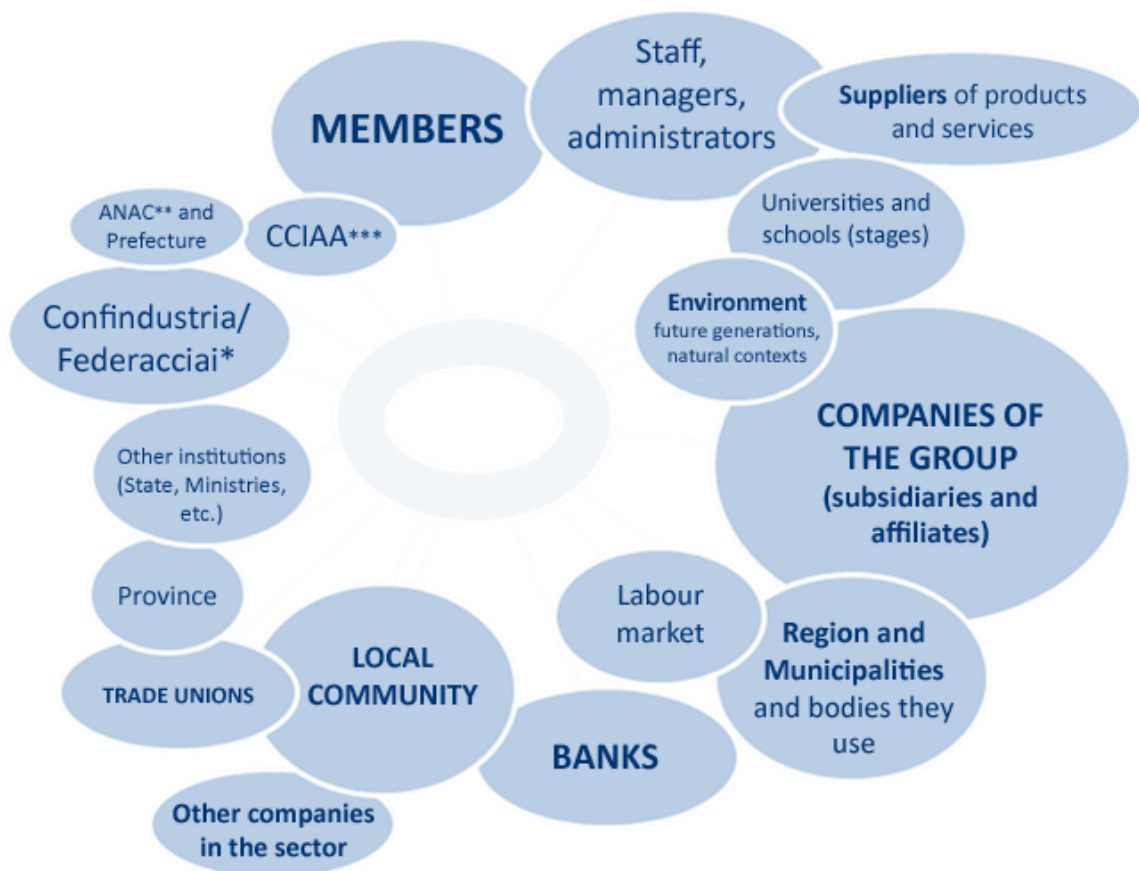 MEMBERS
Staff,
managers,
administrators
Suppliers of products
and services
Universities and
schools (stages)
Environment
future generations,
natural contexts
COMPANIES OF
THE GROUP
(subsidiaries and
affiliates)
Region and
Municipalities
and bodies they
use
Labour
market
BANKS
LOCAL
COMMUNITY
Other companies
in the sector
TRADE UNIONS
Province
Other institutions
(State, Ministries,
etc.)
Confindustria/
Federacciai*
ANAC** and
Prefecture
CCIAA***